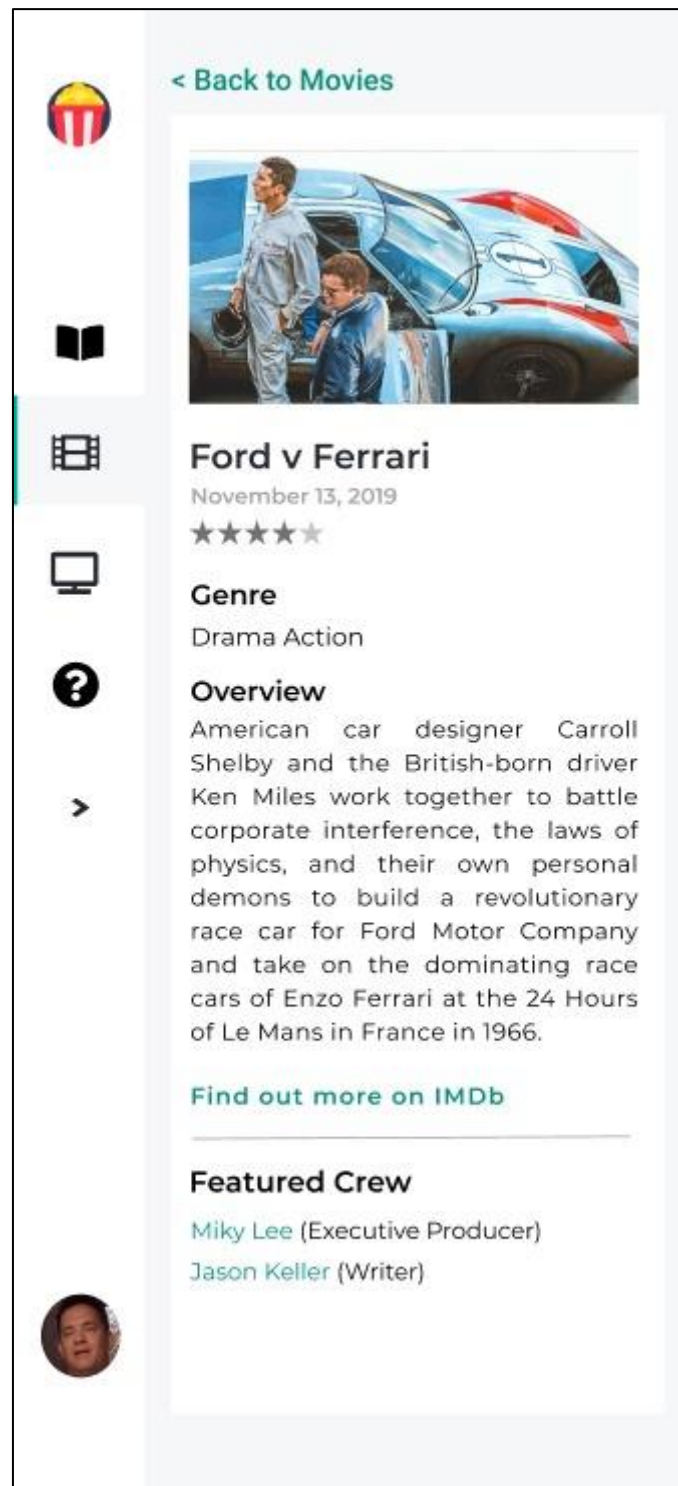 < Back to Movies
1
Ford v Ferrari
November 13, 2019
Genre
Drama Action
Overview
American car designer Carroll
Shelby and the British-born driver
Ken Miles work together to battle
corporate interference, the laws of
physics, and their own personal
demons to build a revolutionary
race car for Ford Motor Company
and take on the dominating race
cars of Enzo Ferrari at the 24 Hours
of Le Mans in France in 1966.
Find out more on IMDb
Featured Crew
Miky Lee (Executive Producer)
Jason Keller (Writer)